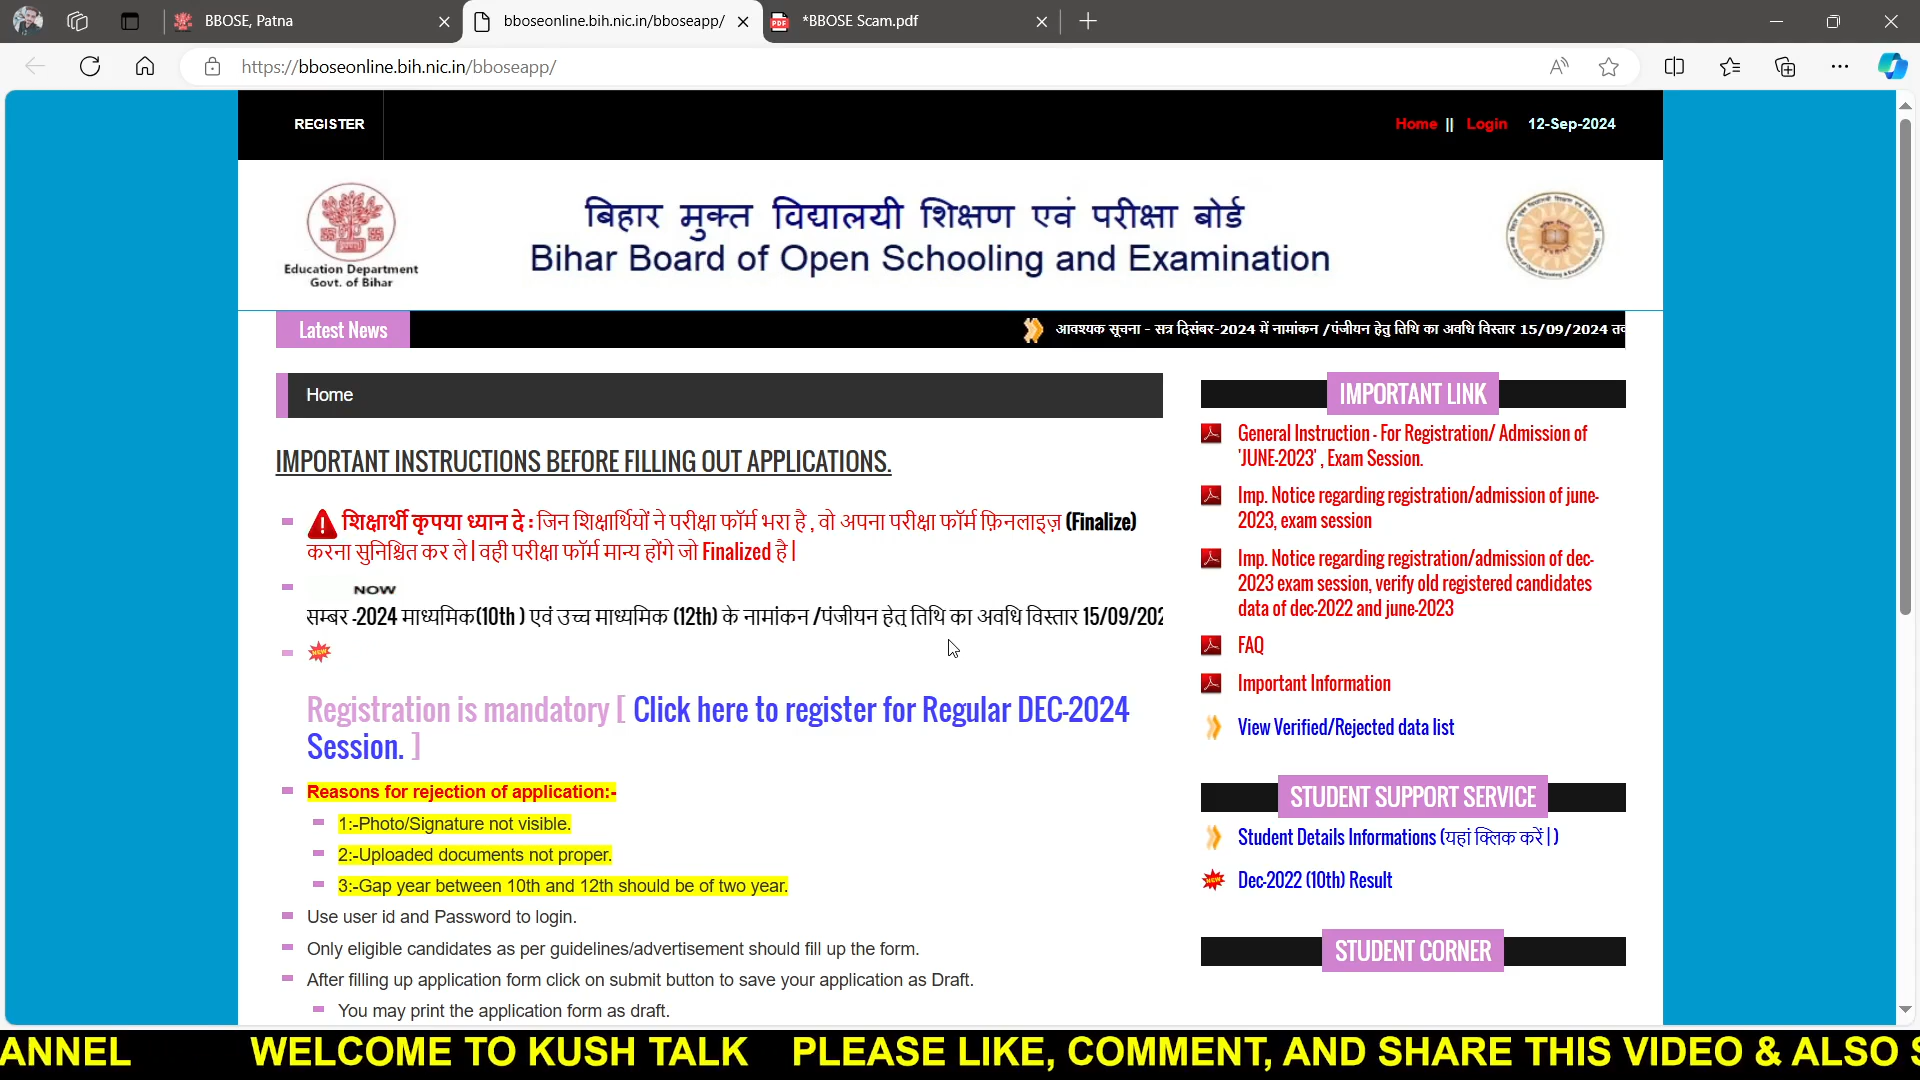 BBOSE, Patna
bboseonline.bih.nic.in/bboseapp/
*BBOSE Scam.pdf
https://bboseonline.bih.nic.in/bboseapp/
REGISTER
Home || Login 12-Sep-2024
Education Department
Govt. of Bihar
बिहार मुक्त विद्यालयी शिक्षण एवं परीक्षा बोर्ड
Bihar Board of Open Schooling and Examination
Latest News
आवश्यक सूचना - सत्र दिसंबर-2024 में नामांकन /पंजीयन हेतु तिथि का अवधि विस्तार 15/09/2024
Home
IMPORTANT INSTRUCTIONS BEFORE FILLING OUT APPLICATIONS.
शिक्षार्थी कृपया ध्यान दे : जिन शिक्षार्थियों ने परीक्षा फॉर्म भरा है , वो अपना परीक्षा फॉर्म फ़िनलाइज़ (Finalize)
करना सुनिश्चित कर ले | वही परीक्षा फॉर्म मान्य होंगे जो Finalized है |
NOW
सम्बर -2024 माध्यमिक(10th ) एवं उच्च माध्यमिक (12th) के नामांकन /पंजीयन हेतु तिथि का अवधि विस्तार 15/09/202
NEW
Registration is mandatory [ Click here to register for Regular DEC-2024
Session. ]
Reasons for rejection of application:-
1:-Photo/Signature not visible.
2:-Uploaded documents not proper.
3:-Gap year between 10th and 12th should be of two year.
Use user id and Password to login.
Only eligible candidates as per guidelines/advertisement should fill up the form.
After filling up application form click on submit button to save your application as Draft.
You may print the application form as draft.
IMPORTANT LINK
General Instruction - For Registration/ Admission of
'JUNE-2023' , Exam Session.
Imp. Notice regarding registration/admission of june-
2023, exam session
Imp. Notice regarding registration/admission of dec-
2023 exam session, verify old registered candidates
data of dec-2022 and june-2023
FAQ
Important Information
View Verified/Rejected data list
STUDENT SUPPORT SERVICE
Student Details Informations (यहां क्लिक करें | )
NEW Dec-2022 (10th) Result
STUDENT CORNER
ANNEL WELCOME TO KUSH TALK PLEASE LIKE, COMMENT, AND SHARE THIS VIDEO & ALSO S